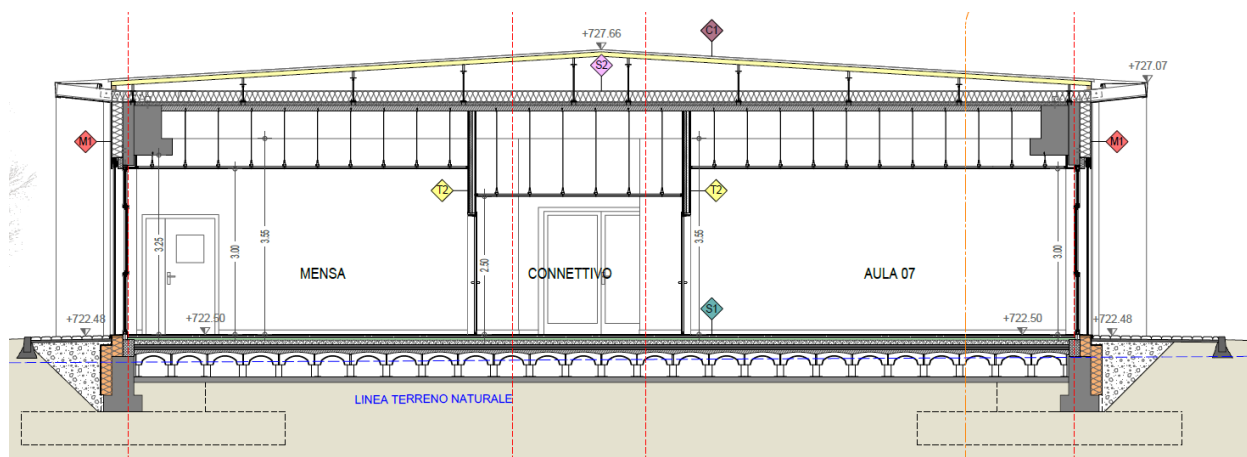 C1
+727.66
S2
+727.07
M1
M1
T2
T2
3.25
3.00
3.55
2.50
3.55
3.00
MENSA
CONNETTIVO
AULA 07
S1
+722.48
+722.50
+722.50
+722.48
LINEA TERRENO NATURALE